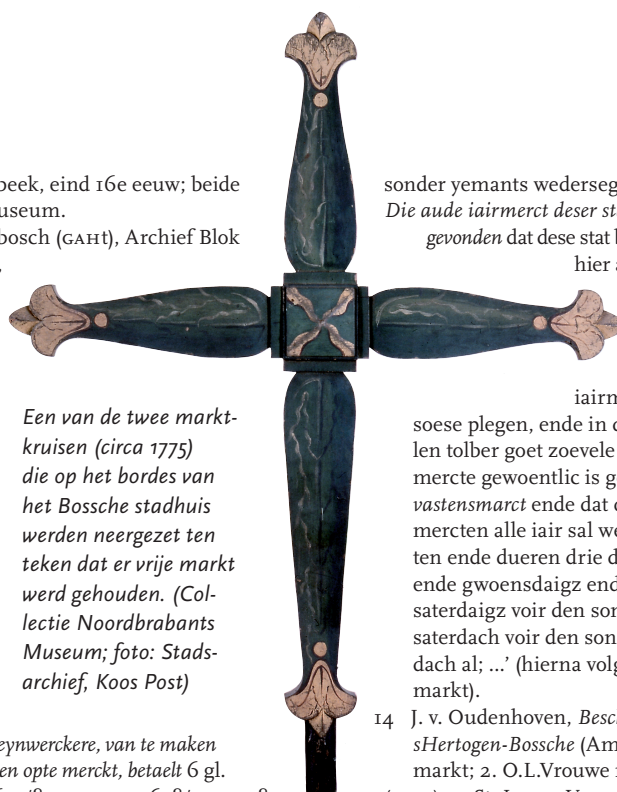 beek, eind 16e eeuw; beide
useum.
bosch (GAHt), Archief Blok
Een van de twee markt-
kruisen (circa 1775)
die op het bordes van
het Bossche stadhuis
werden neergezet ten
teken dat er vrije markt
werd gehouden. (Col-
lectie Noordbrabants
Museum; foto: Stads-
archief, Koos Post)
eynwerckere, van te maken
en opte merckt, betaelt 6 gl.
sonder yemants wederseg
Die aude iairmerct deser st
gevonden dat dese stat
hier
iairm
soese plegen, ende in
len tolber goet zoevele
mercte gewoentlic is
vastensmarct ende dat
mercten alle iair sal we
ten ende dueren drie d
ende gwoensdaigz end
saterdaigz voir den son
saterdach voir den son
dach al; ...’ (hierna volg
markt).
14 J. v. Oudenhoven, Besc
sHertogen-Bossche (Am
markt; 2. O.L.Vrouwe